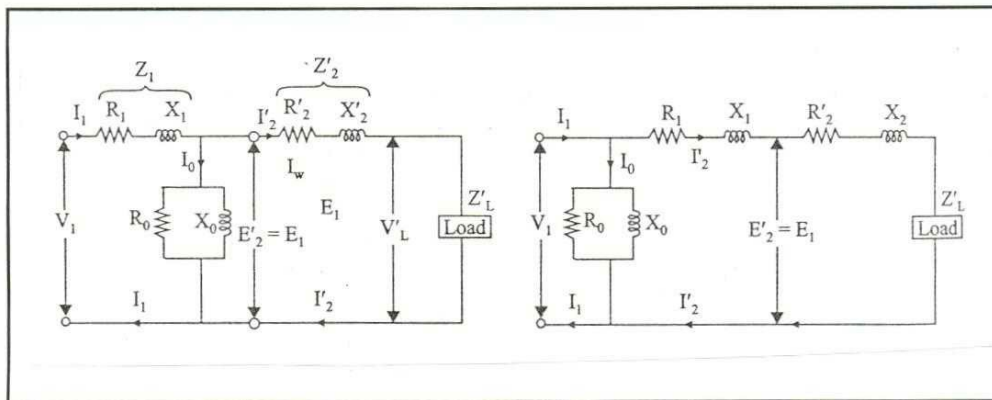 Z₁ Z'₂
I₁ R₁ X₁ I'₂ R'₂ X'₂
I₀ I_w
V₁ R₀ X₀ E'₂ = E₁ E₁ V'L Z'L Load
I₁ I'₂
I₁ R₁ X₁ R'₂ X₂
I₀ I'₂
V₁ R₀ X₀ E'₂ = E₁ Z'L Load
I₁ I'₂